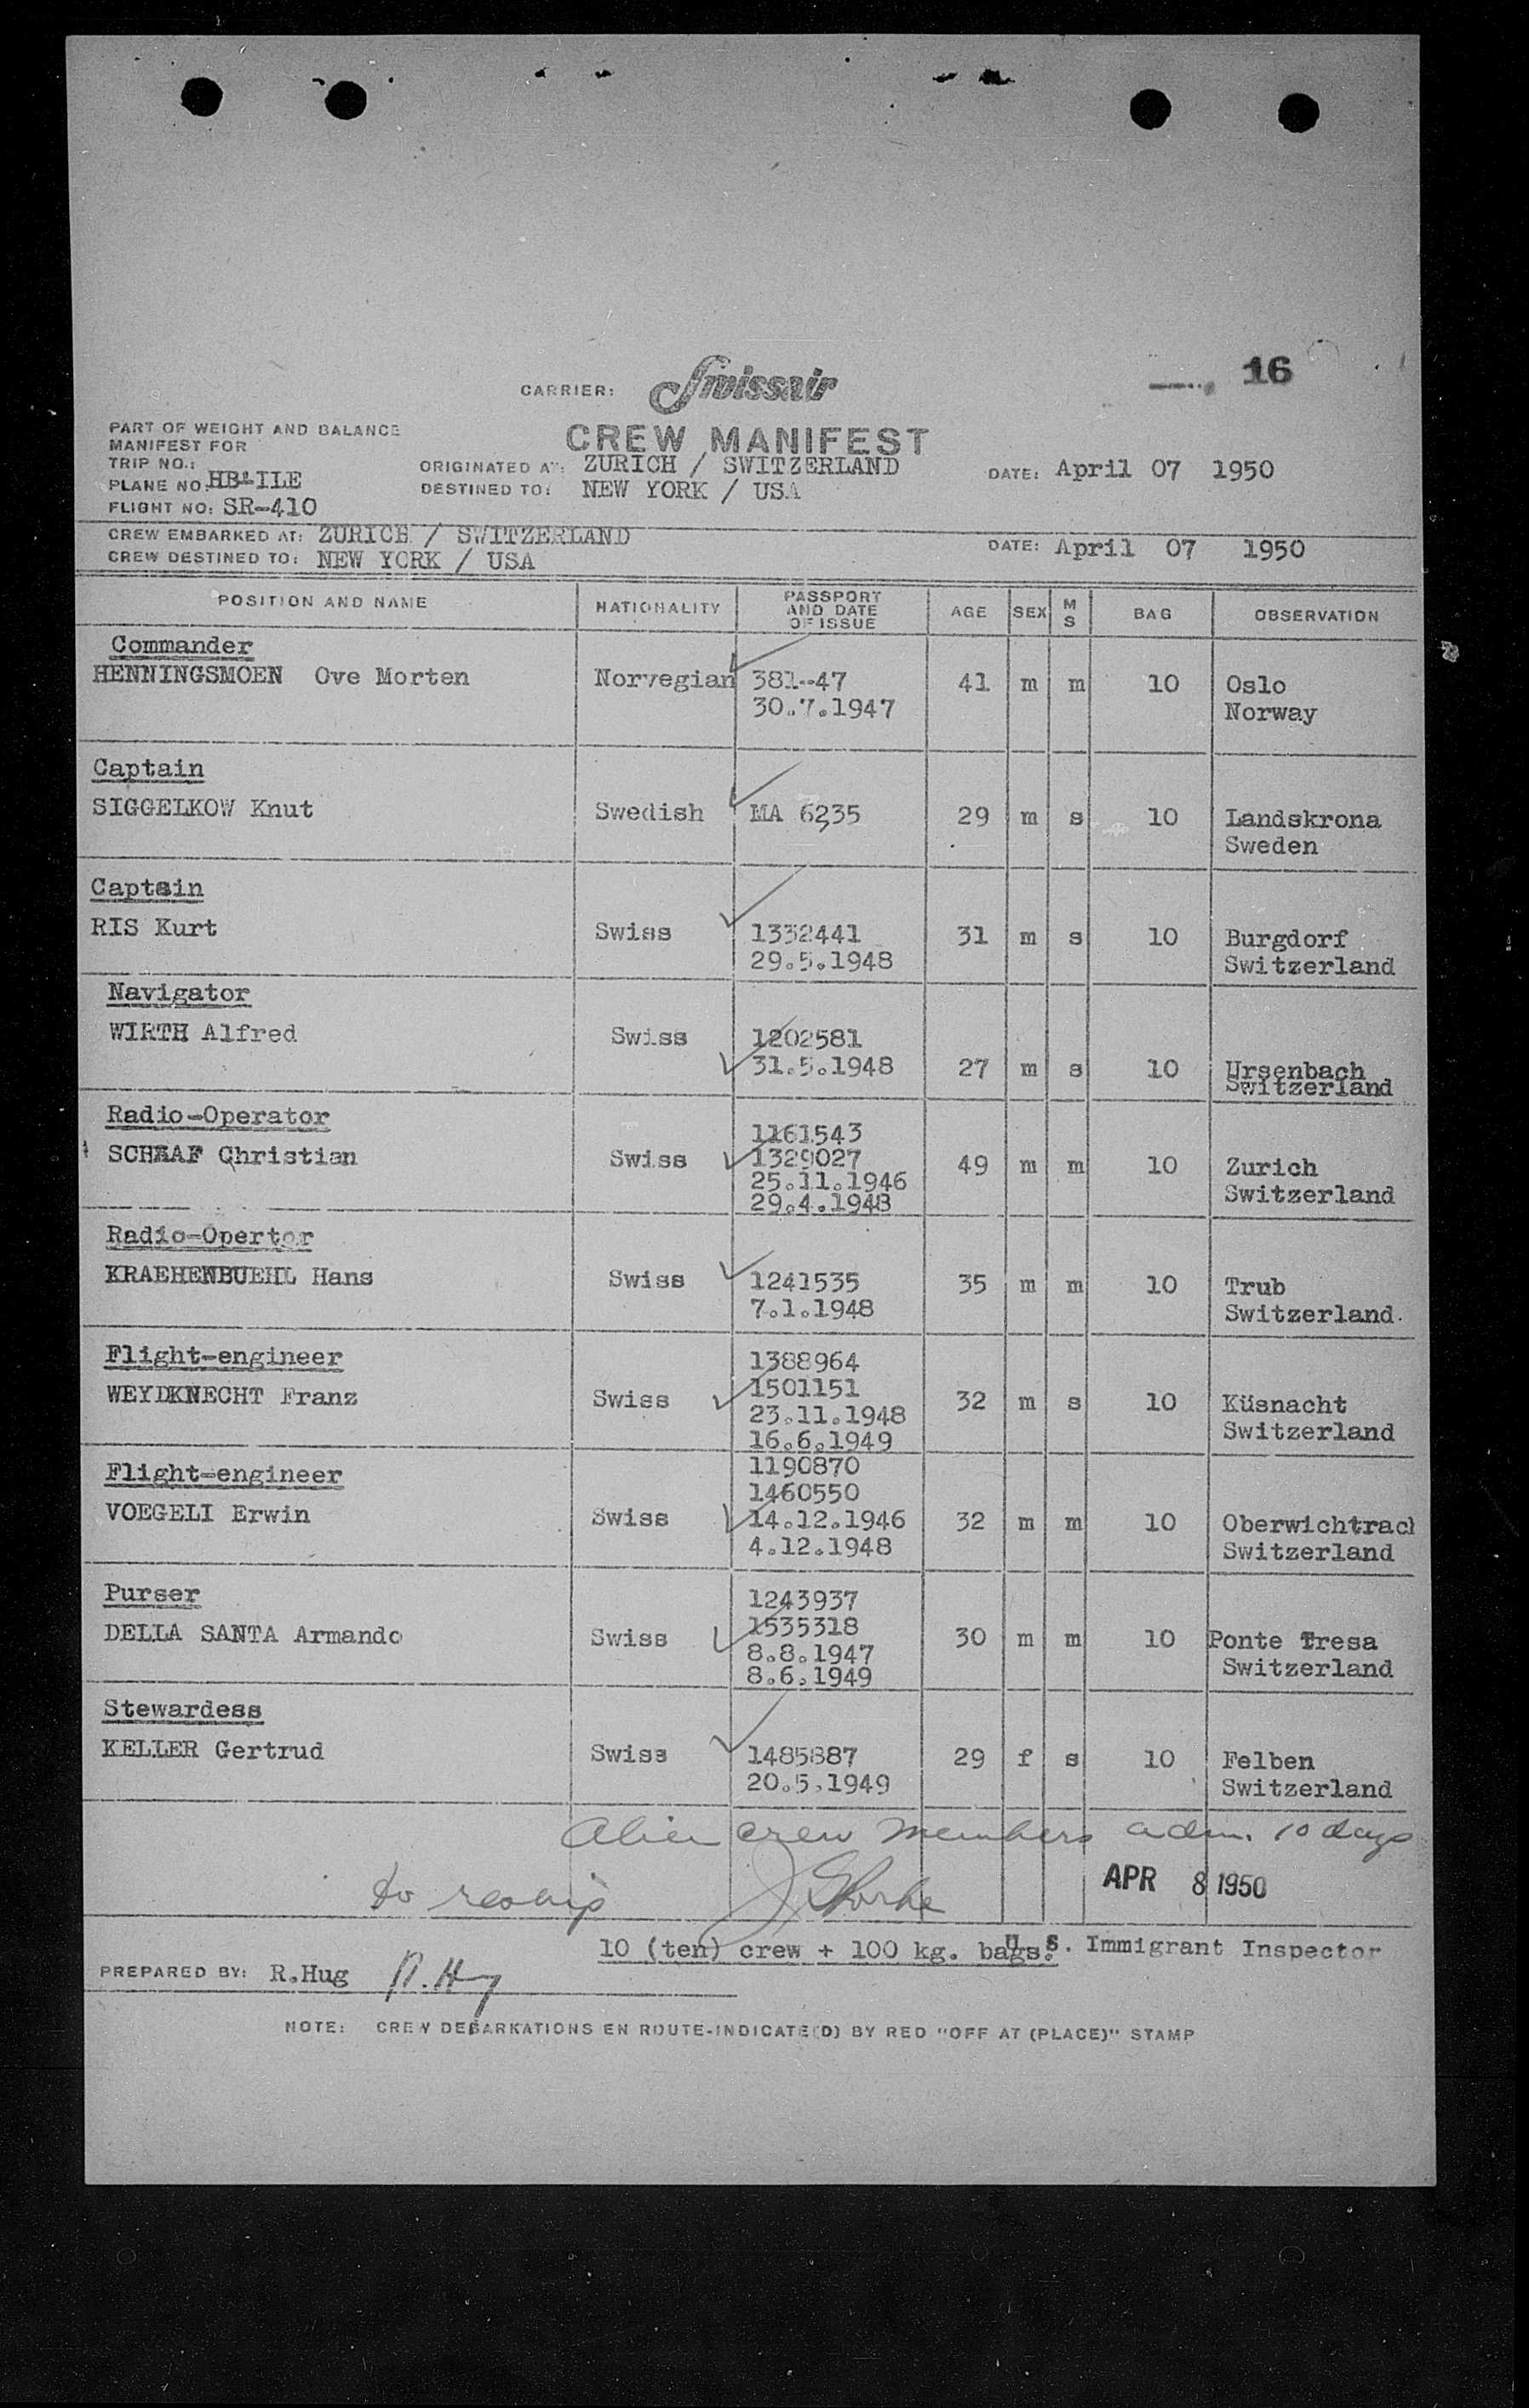 16
CARRIER: Swissair
CREW MANIFEST
PART OF WEIGHT AND BALANCE
MANIFEST FOR
TRIP NO.:
PLANE NO: HB-ILE
FLIGHT NO: SR-410
ORIGINATED AT: ZURICH / SWITZERLAND
DESTINED TO: NEW YORK / USA
DATE: April 07 1950
CREW EMBARKED AT: ZURICH / SWITZERLAND
CREW DESTINED TO: NEW YORK / USA
DATE: April 07 1950
POSITION AND NAME NATIONALITY PASSPORT AND DATE OF ISSUE AGE SEX M S BAG OBSERVATION
Commander
HENNINGSMOEN Ove Morten Norvegian 381--47 41 m m 10 Oslo
30.7.1947 Norway
Captain
SIGGELKOW Knut Swedish MA 6235 29 m s 10 Landskrona
Sweden
Captain
RIS Kurt Swiss 1332441 31 m s 10 Burgdorf
29.5.1948 Switzerland
Navigator
WIRTH Alfred Swiss 1202581
31.5.1948 27 m s 10 Ursenbach
Switzerland
Radio-Operator
1161543
SCHAAF Christian Swiss 1329027 49 m m 10 Zurich
25.11.1946 Switzerland
29.4.1948
Radio-Opertor
KRAEHENBUEHL Hans Swiss 1241535 35 m m 10 Trub
7.1.1948 Switzerland.
Flight-engineer 1388964
WEYDKNECHT Franz Swiss 1501151 32 m s 10 Küsnacht
23.11.1948 Switzerland
16.6.1949
Flight-engineer 1190870
1460550
VOEGELI Erwin Swiss 14.12.1946 32 m m 10 Oberwichtrach
4.12.1948 Switzerland
Purser 1243937
DELLA SANTA Armando Swiss 1535318 30 m m 10 Ponte Tresa
8.8.1947 Switzerland
8.6.1949
Stewardess
KELLER Gertrud Swiss 1485887 29 f s 10 Felben
20.5.1949 Switzerland
Alien crew members adm. 10 days
to reship APR 8 1950
10 (ten) crew + 100 kg. bags. U.S. Immigrant Inspector
PREPARED BY: R.Hug R. Hug
NOTE: CREW DEBARKATIONS EN ROUTE-INDICATE(D) BY RED "OFF AT (PLACE)" STAMP